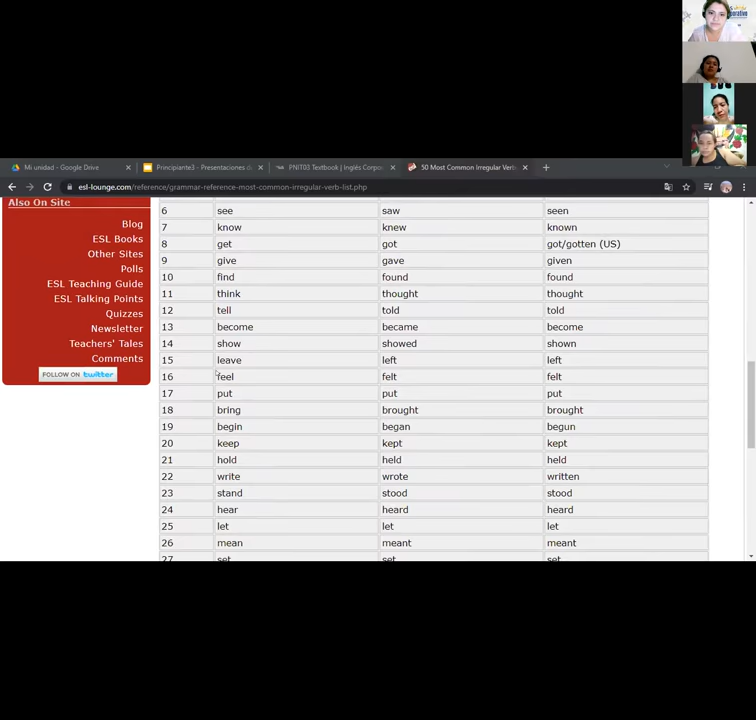 Mi unidad - Google Drive
Principiante3 - Presentaciones d
PNIT03 Textbook | Inglés Corpo
50 Most Common Irregular Verb
esl-lounge.com/reference/grammar-reference-most-common-irregular-verb-list.php
Also On Site
Blog
ESL Books
Other Sites
Polls
ESL Teaching Guide
ESL Talking Points
Quizzes
Newsletter
Teachers' Tales
Comments
FOLLOW ON twitter
6 see saw seen
7 know knew known
8 get got got/gotten (US)
9 give gave given
10 find found found
11 think thought thought
12 tell told told
13 become became become
14 show showed shown
15 leave left left
16 feel felt felt
17 put put put
18 bring brought brought
19 begin began begun
20 keep kept kept
21 hold held held
22 write wrote written
23 stand stood stood
24 hear heard heard
25 let let let
26 mean meant meant
27 set set set